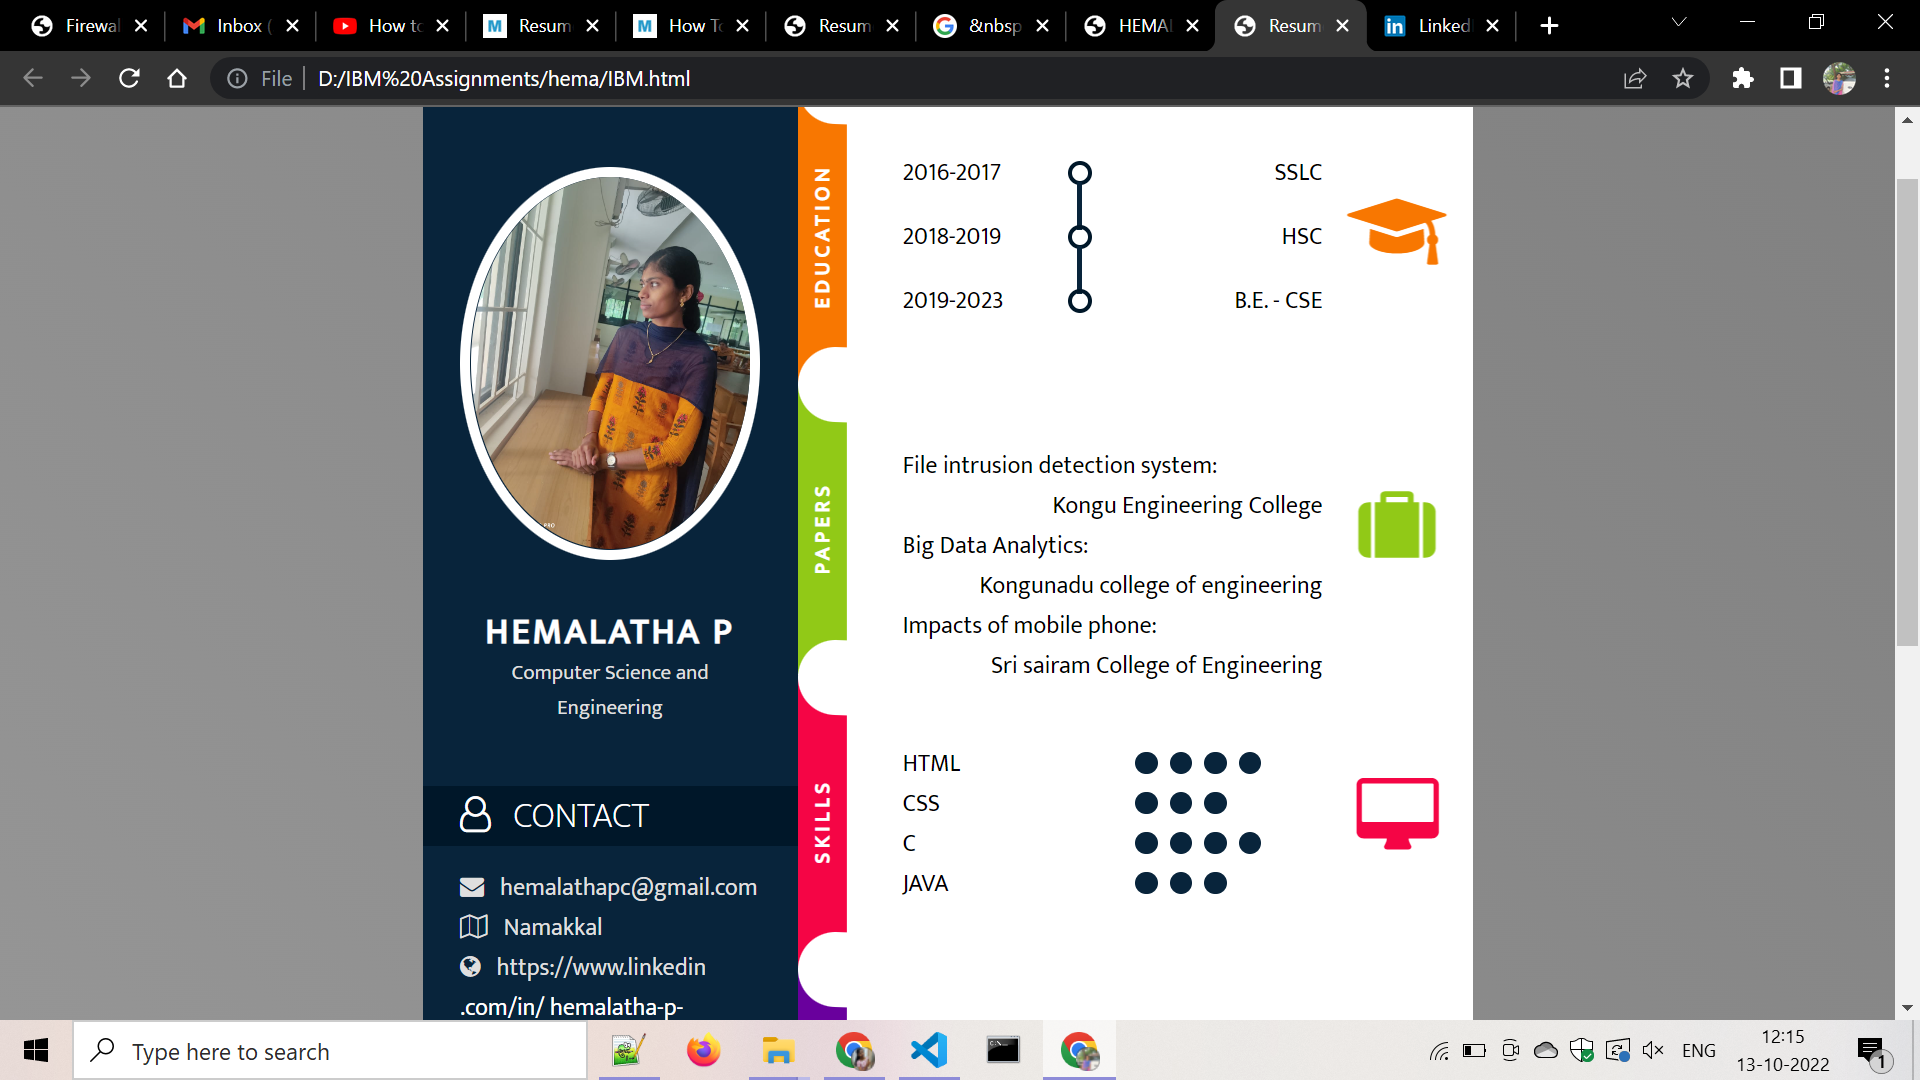 Firewal
Inbox (
How to
Resum
How To
Resum
&nbsp
HEMAL
Resum
Linked
File
D:/IBM%20Assignments/hema/IBM.html
EDUCATION
2016-2017 SSLC
2018-2019 HSC
2019-2023 B.E. - CSE
PAPERS
File intrusion detection system:
Kongu Engineering College
Big Data Analytics:
Kongunadu college of engineering
Impacts of mobile phone:
Sri sairam College of Engineering
SKILLS
HTML
CSS
C
JAVA
HEMALATHA P
Computer Science and
Engineering
CONTACT
hemalathapc@gmail.com
Namakkal
https://www.linkedin
.com/in/ hemalatha-p-
Type here to search
ENG
12:15
13-10-2022
1